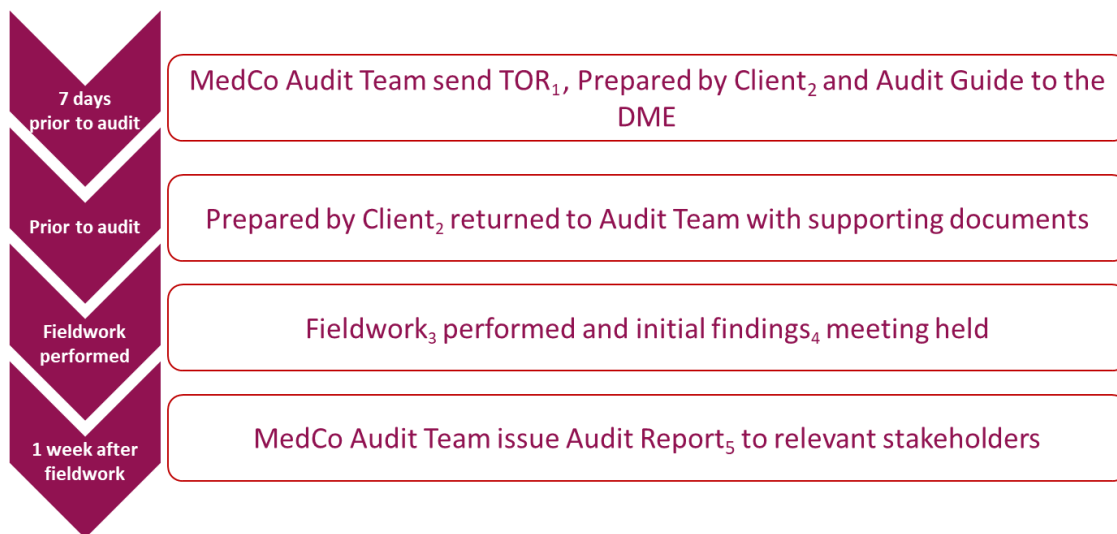 7 days
prior to audit
MedCo Audit Team send TOR₁, Prepared by Client₂ and Audit Guide to the
DME
Prior to audit
Prepared by Client₂ returned to Audit Team with supporting documents
Fieldwork
performed
Fieldwork₃ performed and initial findings₄ meeting held
1 week after
fieldwork
MedCo Audit Team issue Audit Report₅ to relevant stakeholders